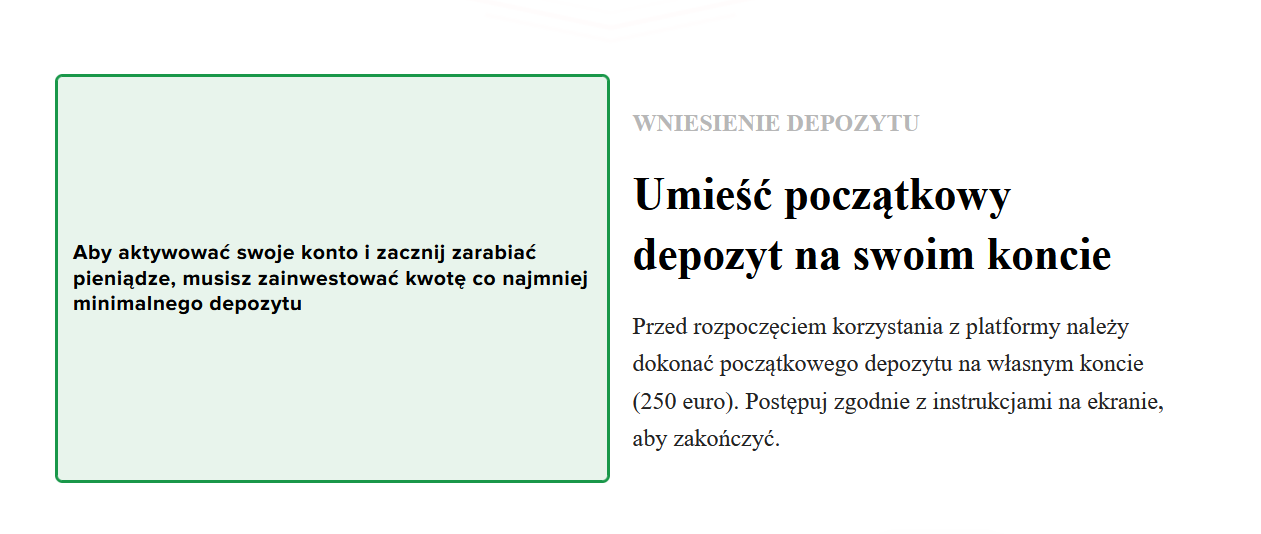 Aby aktywować swoje konto i zacznij zarabiać
pieniądze, musisz zainwestować kwotę co najmniej
minimalnego depozytu
WNIESIENIE DEPOZYTU
Umieść początkowy
depozyt na swoim koncie
Przed rozpoczęciem korzystania z platformy należy
dokonać początkowego depozytu na własnym koncie
(250 euro). Postępuj zgodnie z instrukcjami na ekranie,
aby zakończyć.